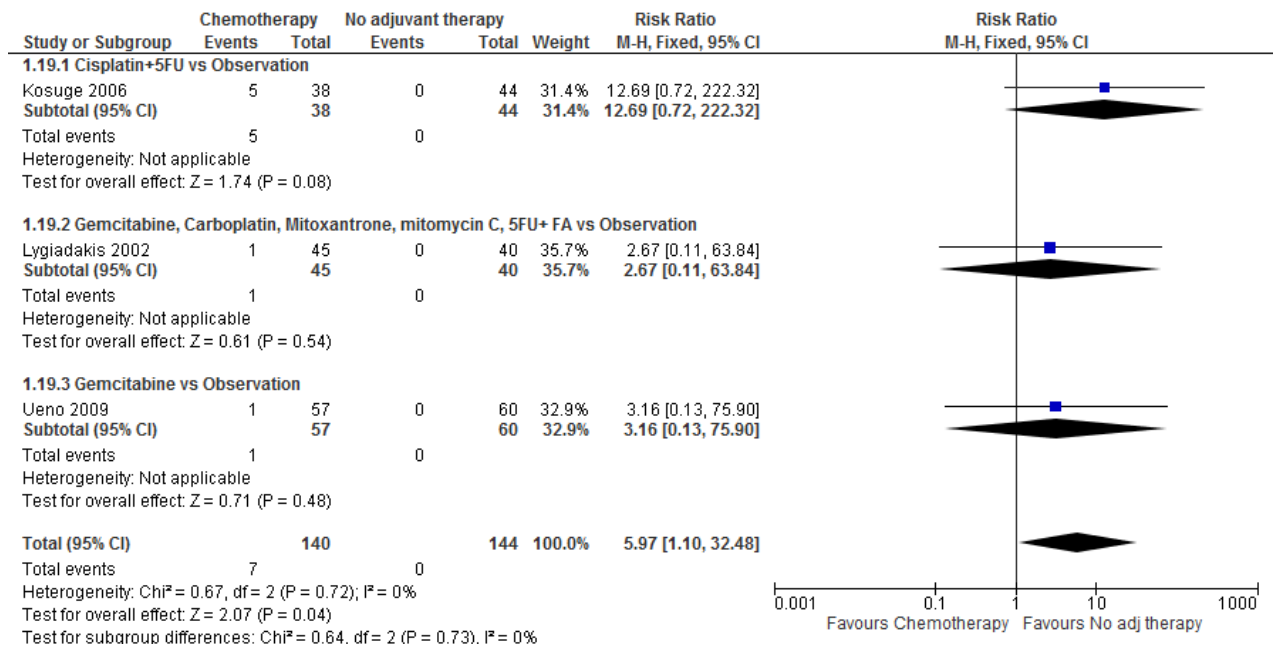 Chemotherapy No adjuvant therapy Risk Ratio Risk Ratio
Study or Subgroup Events Total Events Total Weight M-H, Fixed, 95% CI M-H, Fixed, 95% CI
1.19.1 Cisplatin+5FU vs Observation
Kosuge 2006 5 38 0 44 31.4% 12.69 [0.72, 222.32]
Subtotal (95% CI) 38 44 31.4% 12.69 [0.72, 222.32]
Total events 5 0
Heterogeneity: Not applicable
Test for overall effect: Z = 1.74 (P = 0.08)
1.19.2 Gemcitabine, Carboplatin, Mitoxantrone, mitomycin C, 5FU+ FA vs Observation
Lygiadakis 2002 1 45 0 40 35.7% 2.67 [0.11, 63.84]
Subtotal (95% CI) 45 40 35.7% 2.67 [0.11, 63.84]
Total events 1 0
Heterogeneity: Not applicable
Test for overall effect: Z = 0.61 (P = 0.54)
1.19.3 Gemcitabine vs Observation
Ueno 2009 1 57 0 60 32.9% 3.16 [0.13, 75.90]
Subtotal (95% CI) 57 60 32.9% 3.16 [0.13, 75.90]
Total events 1 0
Heterogeneity: Not applicable
Test for overall effect: Z = 0.71 (P = 0.48)
Total (95% CI) 140 144 100.0% 5.97 [1.10, 32.48]
Total events 7 0
Heterogeneity: Chi² = 0.67, df = 2 (P = 0.72); I² = 0%
Test for overall effect: Z = 2.07 (P = 0.04)
Test for subgroup differences: Chi² = 0.64, df = 2 (P = 0.73), I² = 0%
0.001 0.1 1 10 1000
Favours Chemotherapy Favours No adj therapy